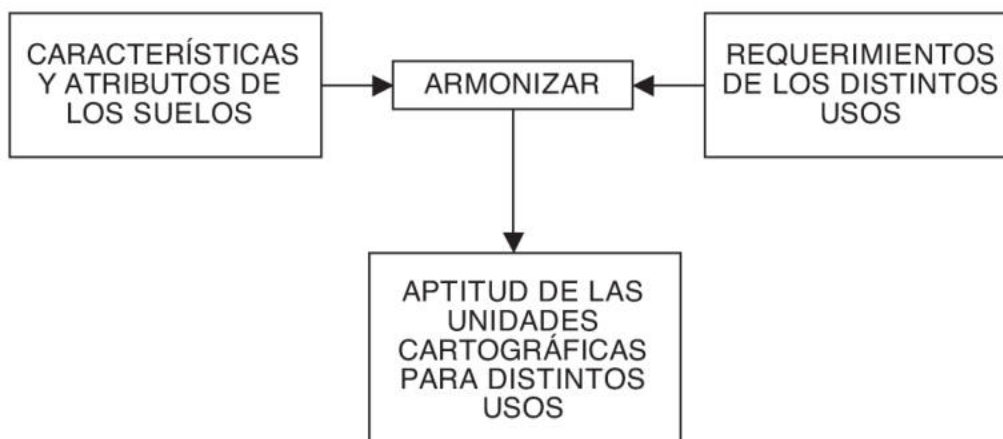 CARACTERÍSTICAS
Y ATRIBUTOS DE
LOS SUELOS
ARMONIZAR
REQUERIMIENTOS
DE LOS DISTINTOS
USOS
APTITUD DE LAS
UNIDADES
CARTOGRÁFICAS
PARA DISTINTOS
USOS